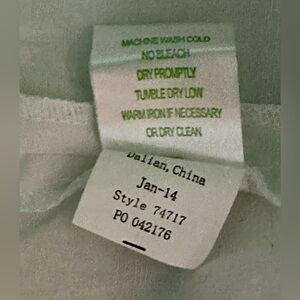 MACHINE WASH COLD
NO BLEACH
DRY PROMPTLY
TUMBLE DRY LOW
WARM IRON IF NECESSARY
OR DRY CLEAN
Dalian, China
Jan-14
Style 74717
PO 042176